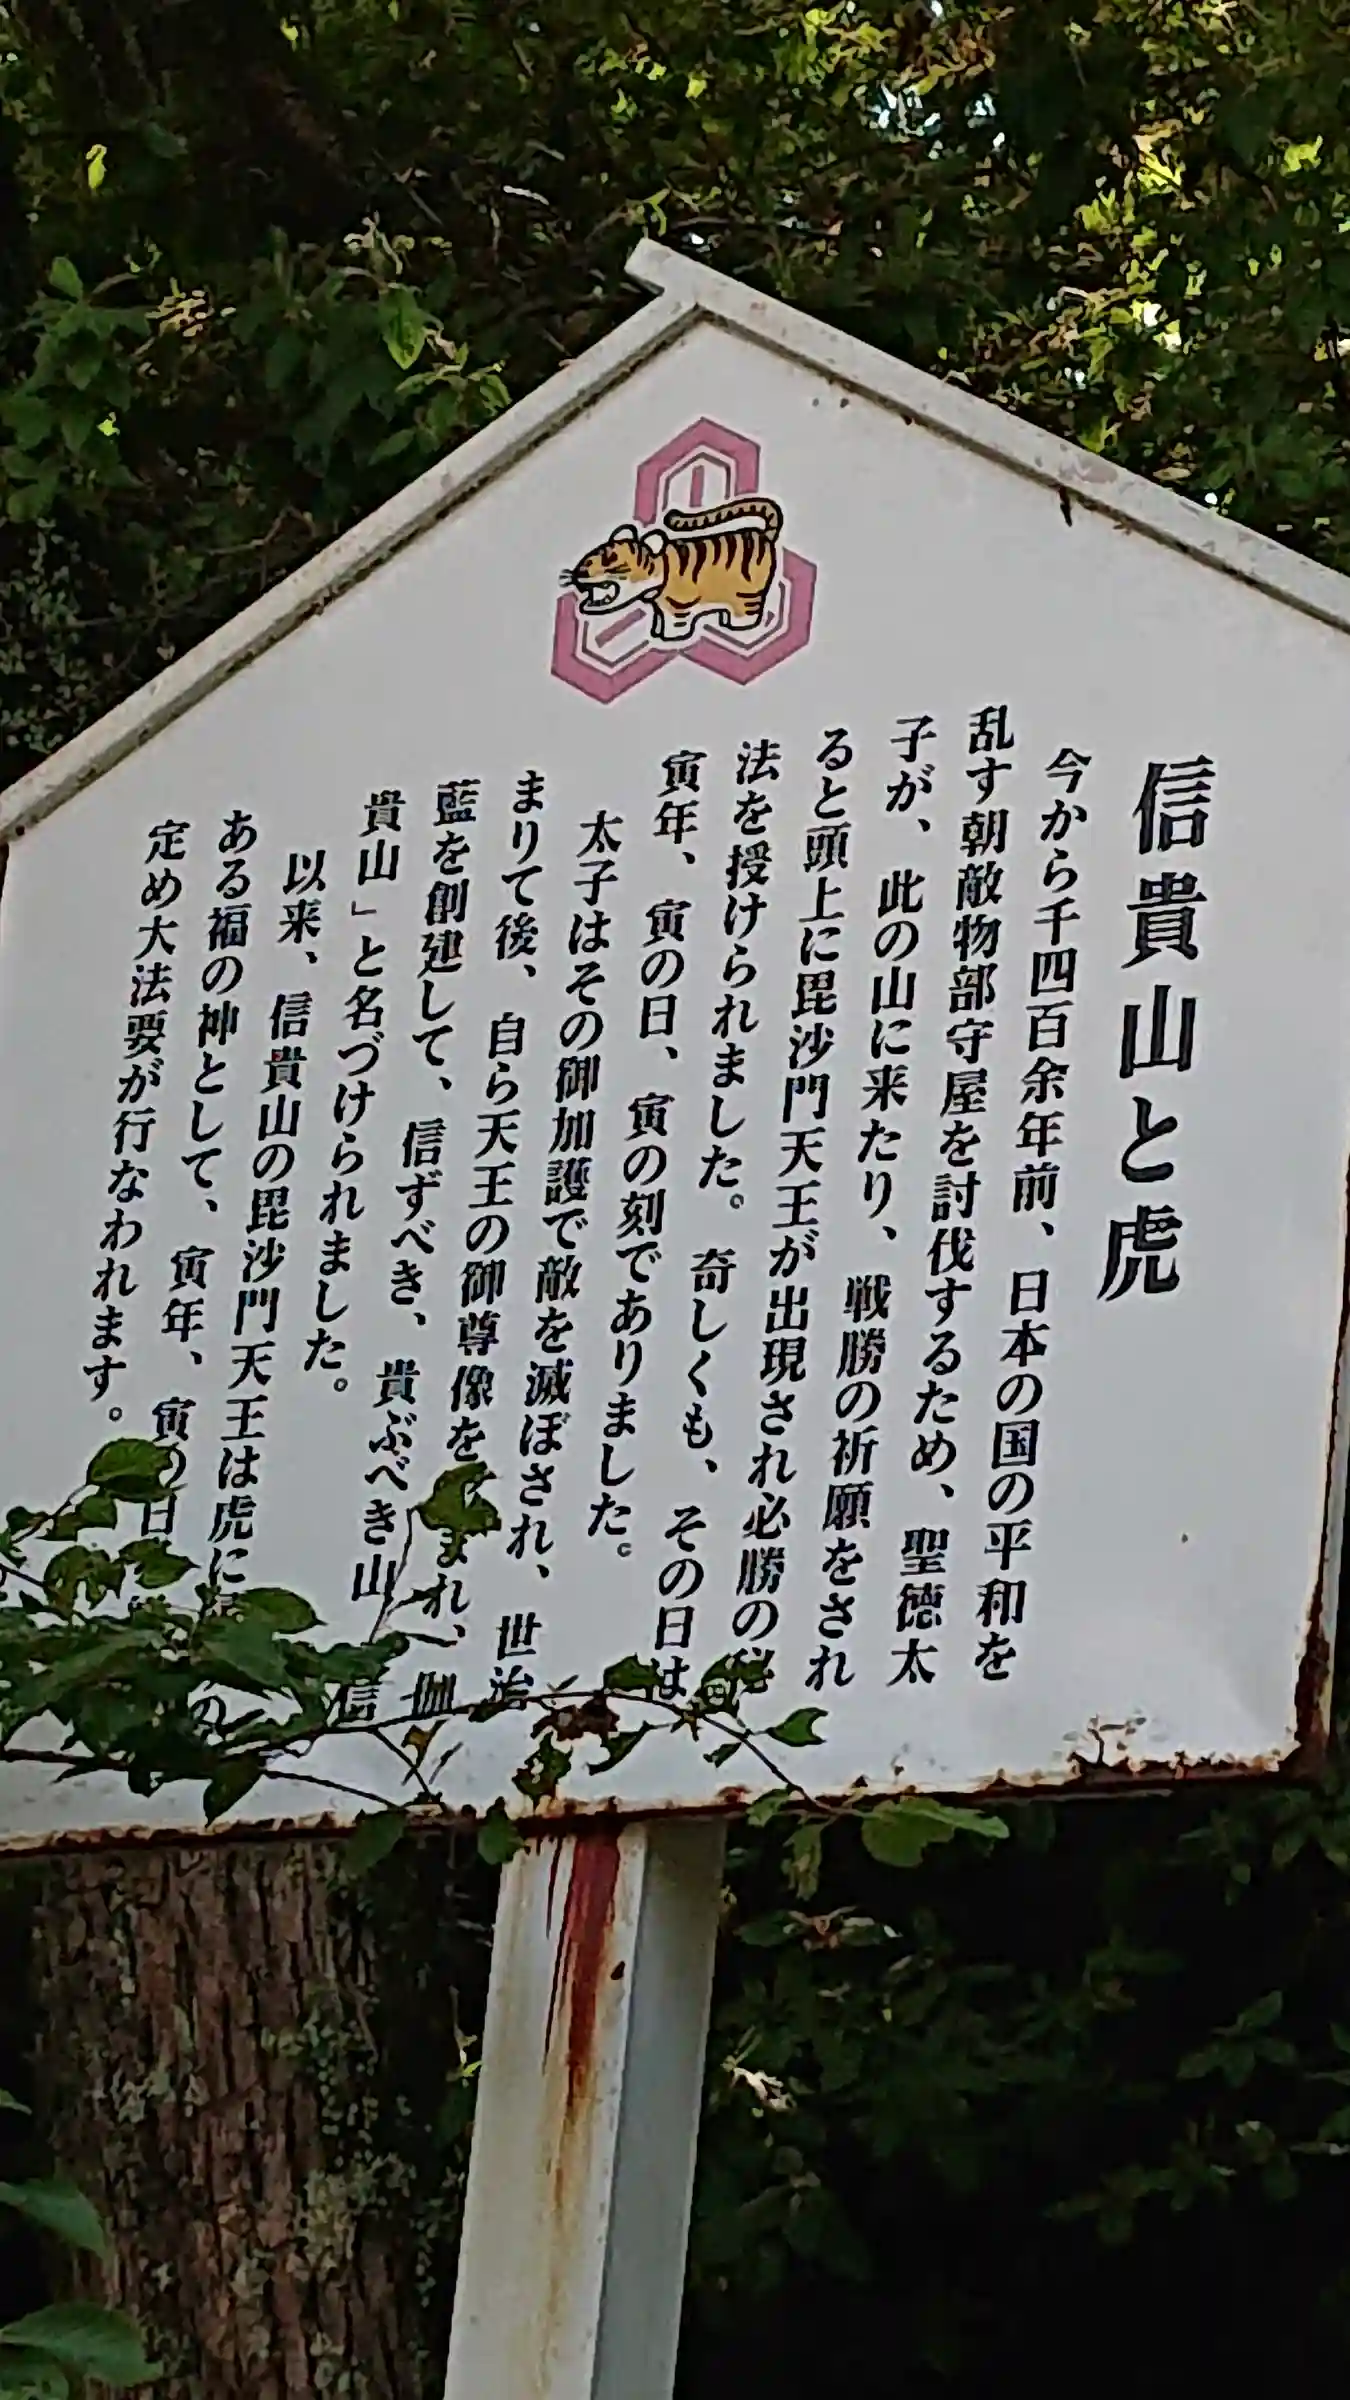 信貴山と虎
今から千四百余年前、日本の国の平和を
乱す朝敵物部守屋を討伐するため、聖徳太
子が、此の山に来たり、戦勝の祈願をされ
ると頭上に毘沙門天王が出現され必勝の秘
法を授けられました。奇しくも、その日は
寅年、寅の日、寅の刻でありました。
太子はその御加護で敵を滅ぼされ、世治
まりて後、自ら天王の御尊像を まれ、伽
藍を創建して、信ずべき、貴ぶべき山「信
貴山」と名づけられました。
以来、信貴山の毘沙門天王は虎に の
ある福の神として、寅年、寅の日
定め大法要が行なわれます。